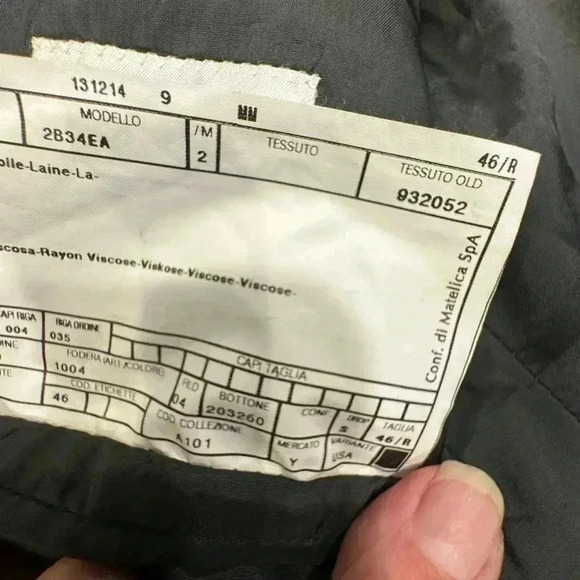 131214 9 MM
MODELLO /M TESSUTO TESSUTO OLD 46/R
2B34EA 2 932052
olle-Laine-La-
scosa-Rayon Viscose-Viskose-Viscose-Viscose-
Conf. di Matelica SpA
CAPI RIGA RIGA ORDINE CAPI TAGLIA
004 035
FODERA (ART./COLORE) FILO BOTTONE CONF DROP TAGLIA
1004 04 203260 S 46/R
COD. ETICHETTE COD COLLEZIONE MERCATO VARIANTE
46 A101 Y USA